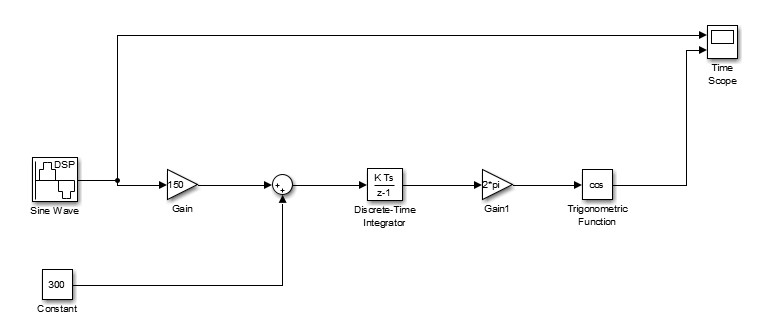 Time
Scope
DSP
Sine Wave
150
Gain
+
+
K Ts
z-1
Discrete-Time
Integrator
2*pi
Gain1
cos
Trigonometric
Function
300
Constant